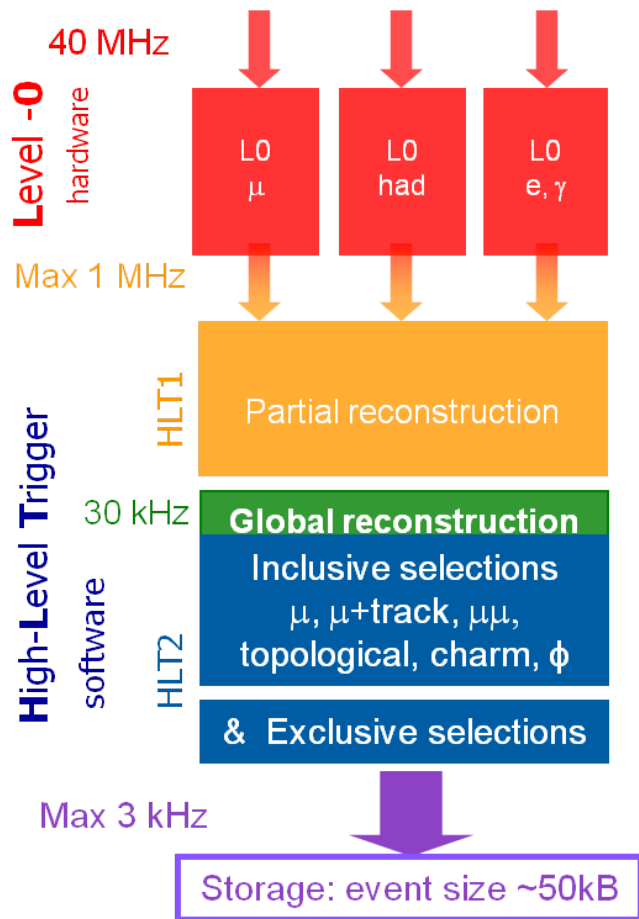 40 MHz
Level -0
hardware
L0
μ
L0
had
L0
e, γ
Max 1 MHz
High-Level Trigger
software
HLT1
Partial reconstruction
30 kHz
Global reconstruction
HLT2
Inclusive selections
μ, μ+track, μμ,
topological, charm, ϕ
& Exclusive selections
Max 3 kHz
Storage: event size ~50kB